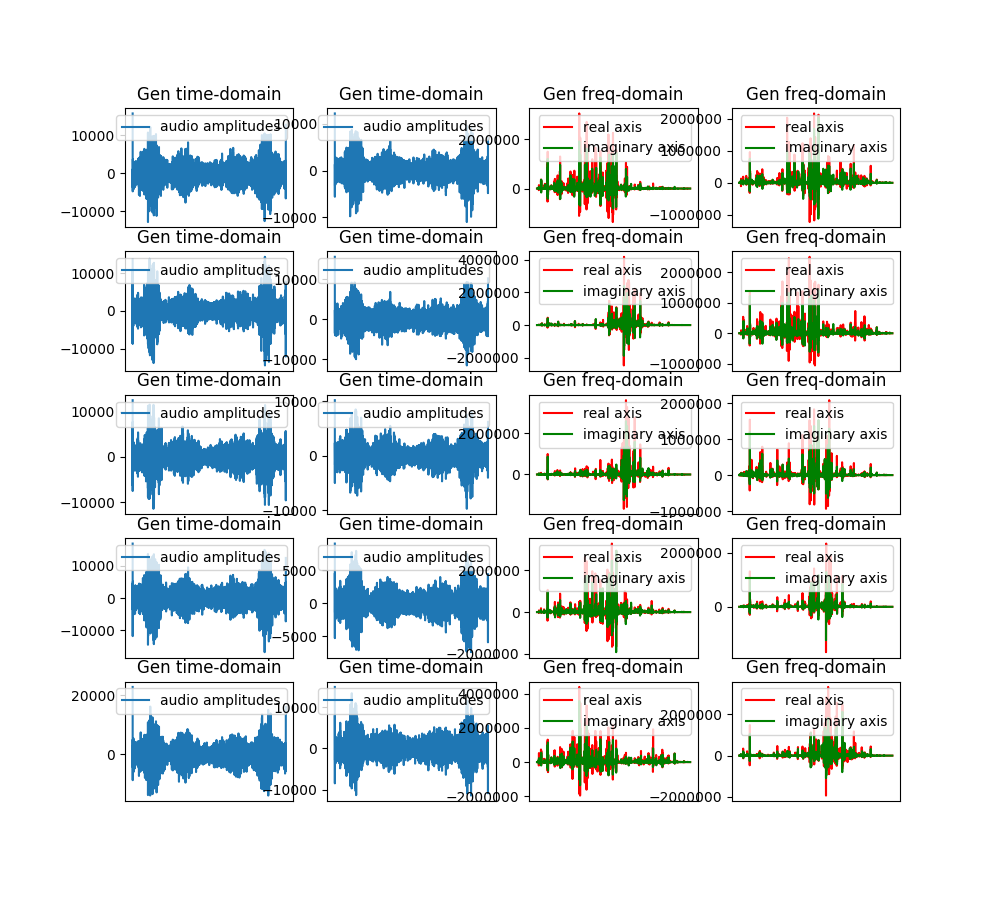 Gen time-domain Gen time-domain Gen freq-domain Gen freq-domain
10000 audio amplitudes 10000 audio amplitudes 2000000 real axis 2000000 real axis
imaginary axis 1000000 imaginary axis
0 0 0 0
−10000 −10000 −1000000
Gen time-domain Gen time-domain Gen freq-domain Gen freq-domain
10000 audio amplitudes 10000 audio amplitudes 4000000 real axis 2000000 real axis
2000000 imaginary axis 1000000 imaginary axis
0 0 0 0
−10000 −10000 −2000000 −1000000
Gen time-domain Gen time-domain Gen freq-domain Gen freq-domain
10000 audio amplitudes 10000 audio amplitudes real axis 2000000 real axis
2000000 imaginary axis 1000000 imaginary axis
0 0 0 0
−10000 −10000 −1000000
Gen time-domain Gen time-domain Gen freq-domain Gen freq-domain
10000 audio amplitudes 5000 audio amplitudes 2000000 real axis 2000000 real axis
imaginary axis imaginary axis
0 0 0 0
−10000 −5000 −2000000
Gen time-domain Gen time-domain Gen freq-domain Gen freq-domain
20000 audio amplitudes 10000 audio amplitudes 4000000 real axis 2000000 real axis
2000000 imaginary axis imaginary axis
0 0 0 0
−10000 −2000000 −2000000